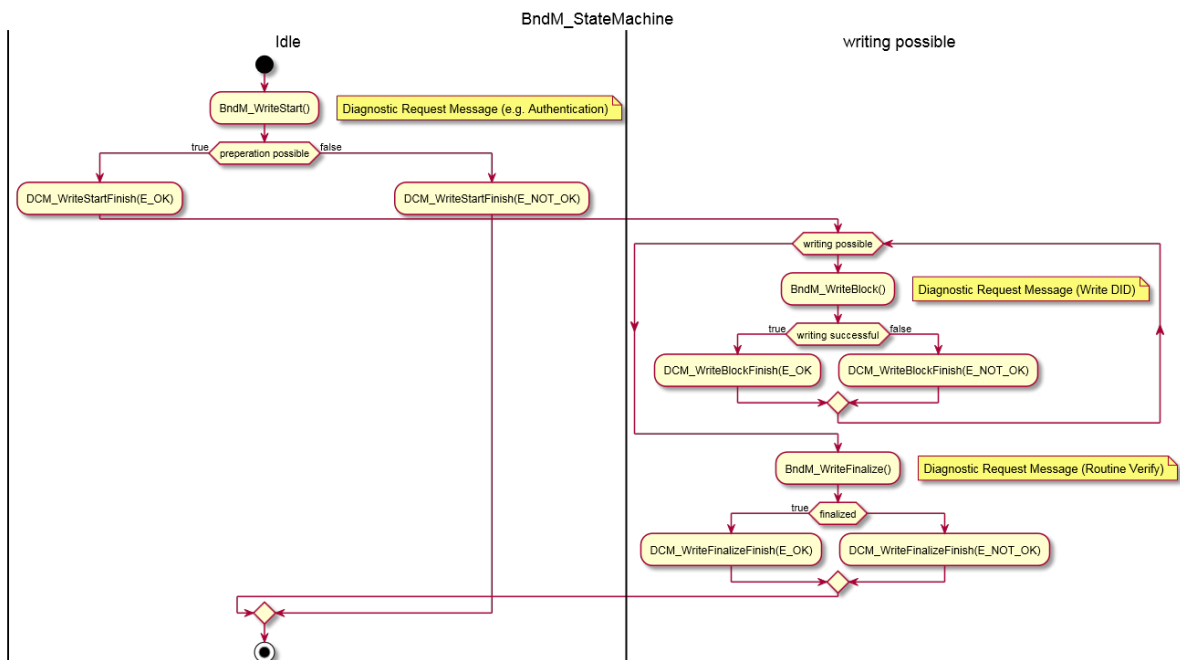 BndM_StateMachine
Idle
writing possible
BndM_WriteStart()
Diagnostic Request Message (e.g. Authentication)
true
preperation possible
false
DCM_WriteStartFinish(E_OK)
DCM_WriteStartFinish(E_NOT_OK)
writing possible
BndM_WriteBlock()
Diagnostic Request Message (Write DID)
true
writing successful
false
DCM_WriteBlockFinish(E_OK
DCM_WriteBlockFinish(E_NOT_OK)
BndM_WriteFinalize()
Diagnostic Request Message (Routine Verify)
true
finalized
DCM_WriteFinalizeFinish(E_OK)
DCM_WriteFinalizeFinish(E_NOT_OK)